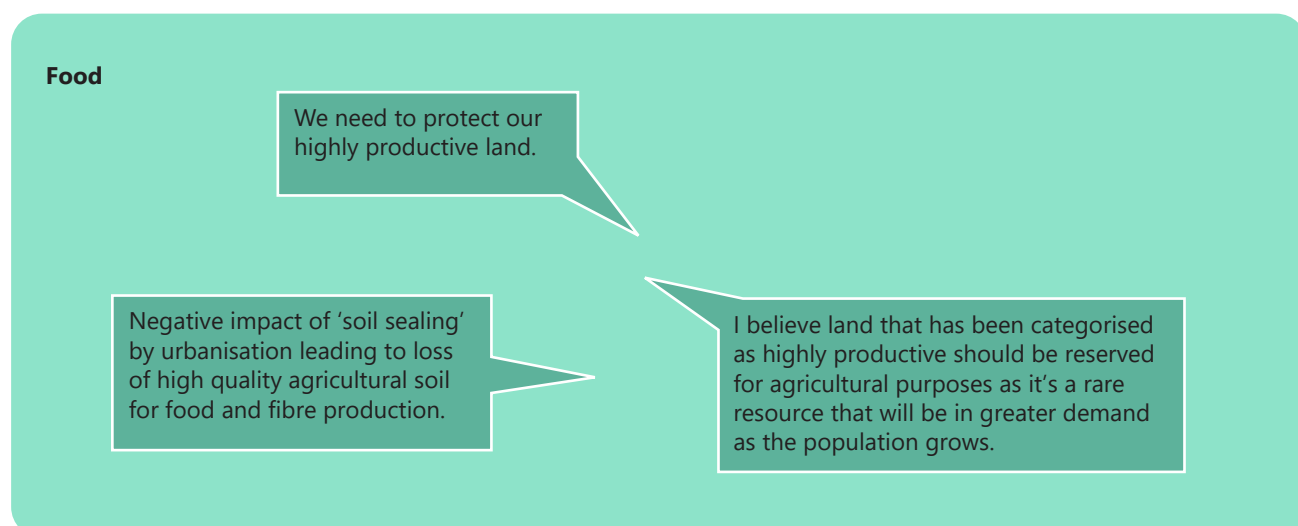 Food
We need to protect our
highly productive land.
Negative impact of ‘soil sealing’
by urbanisation leading to loss
of high quality agricultural soil
for food and fibre production.
I believe land that has been categorised
as highly productive should be reserved
for agricultural purposes as it’s a rare
resource that will be in greater demand
as the population grows.